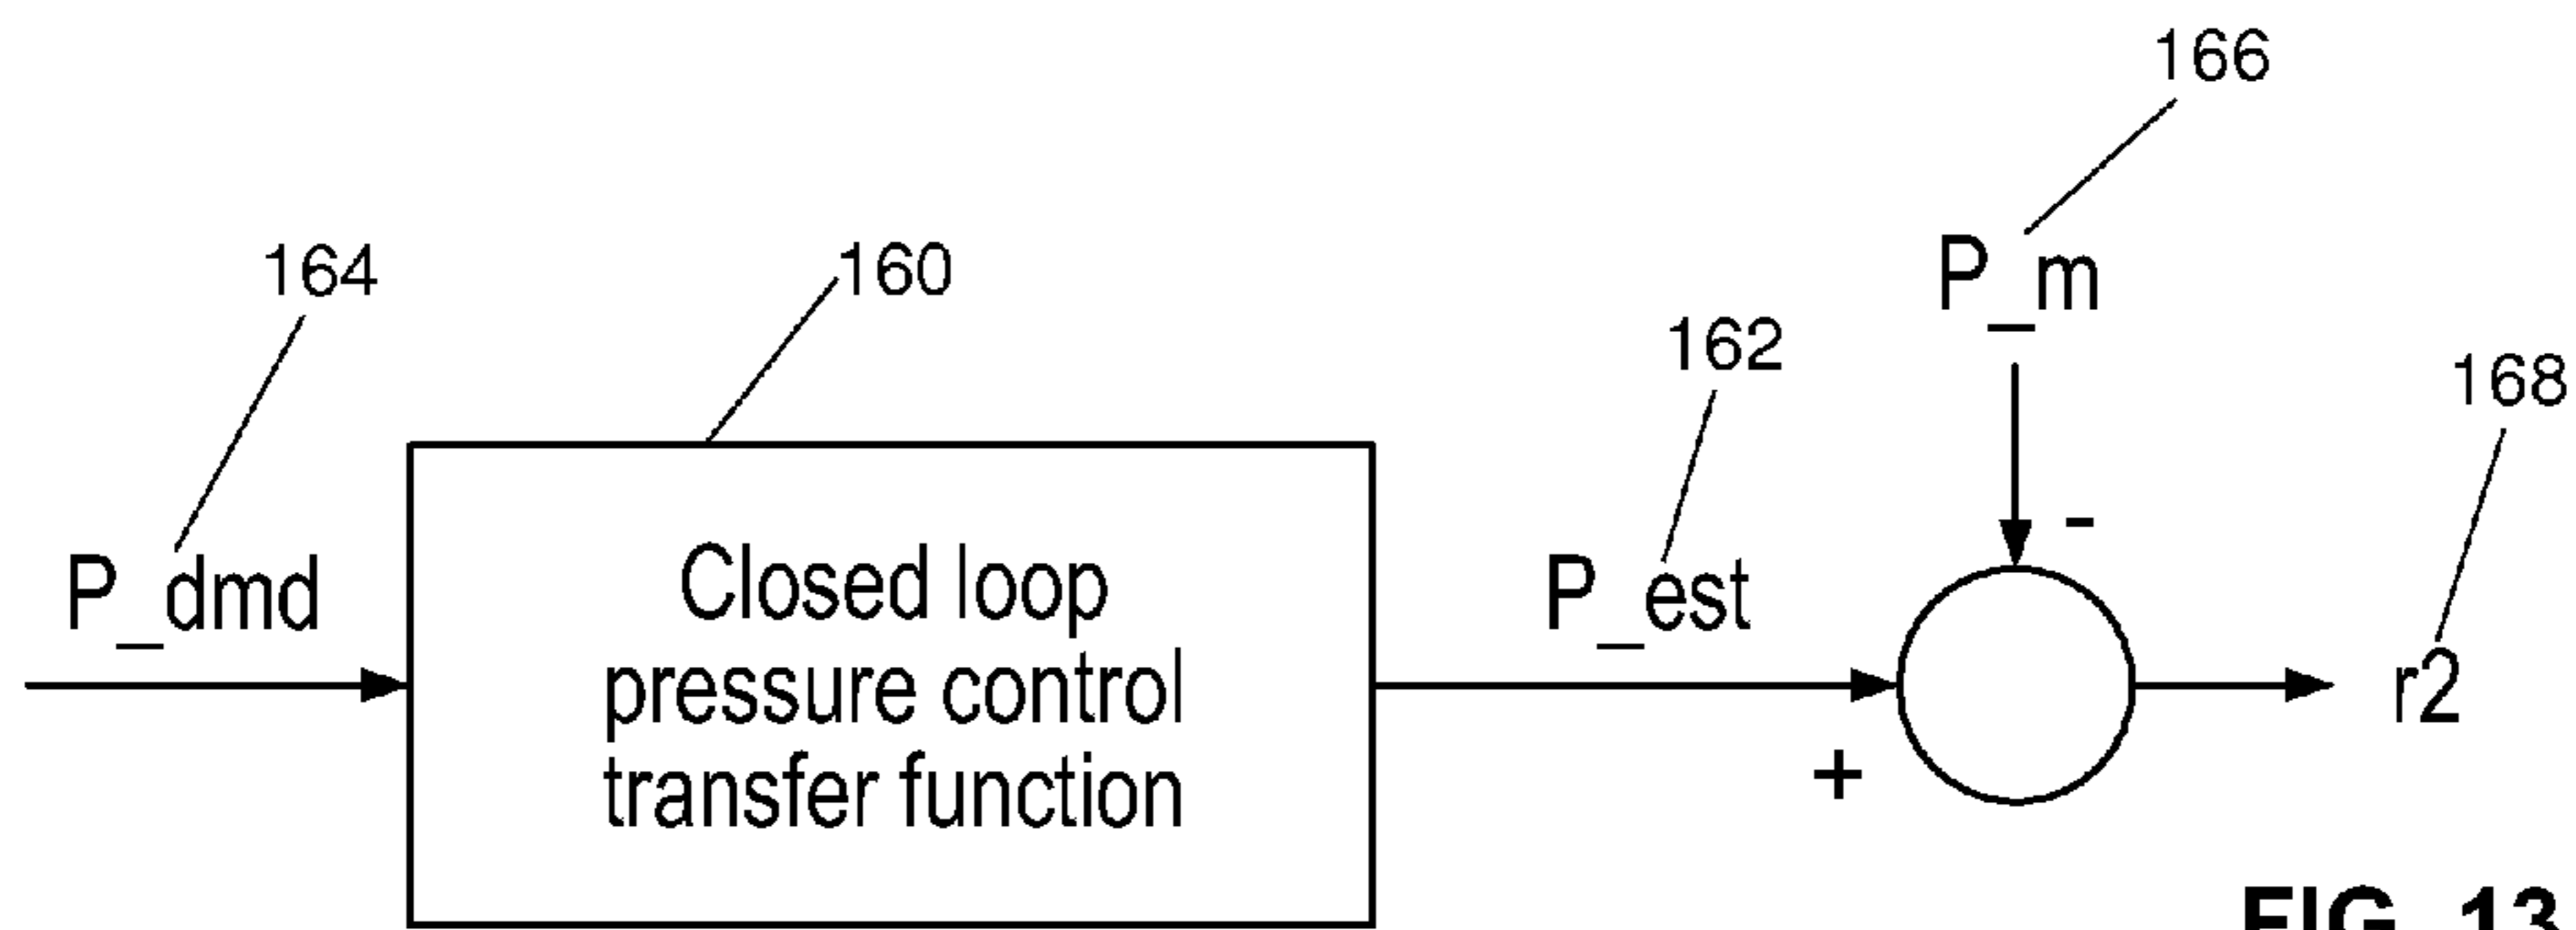 166
164
160
P_m
162
168
P_dmd
Closed loop
pressure control
transfer function
P_est
-
+
r2
FIG. 13